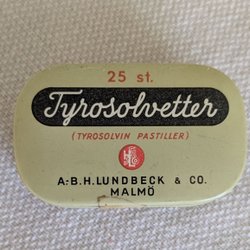 25 st.
Tyrosolvetter
(TYROSOLVIN PASTILLER)
A.-B.H.LUNDBECK & CO.
MALMÖ